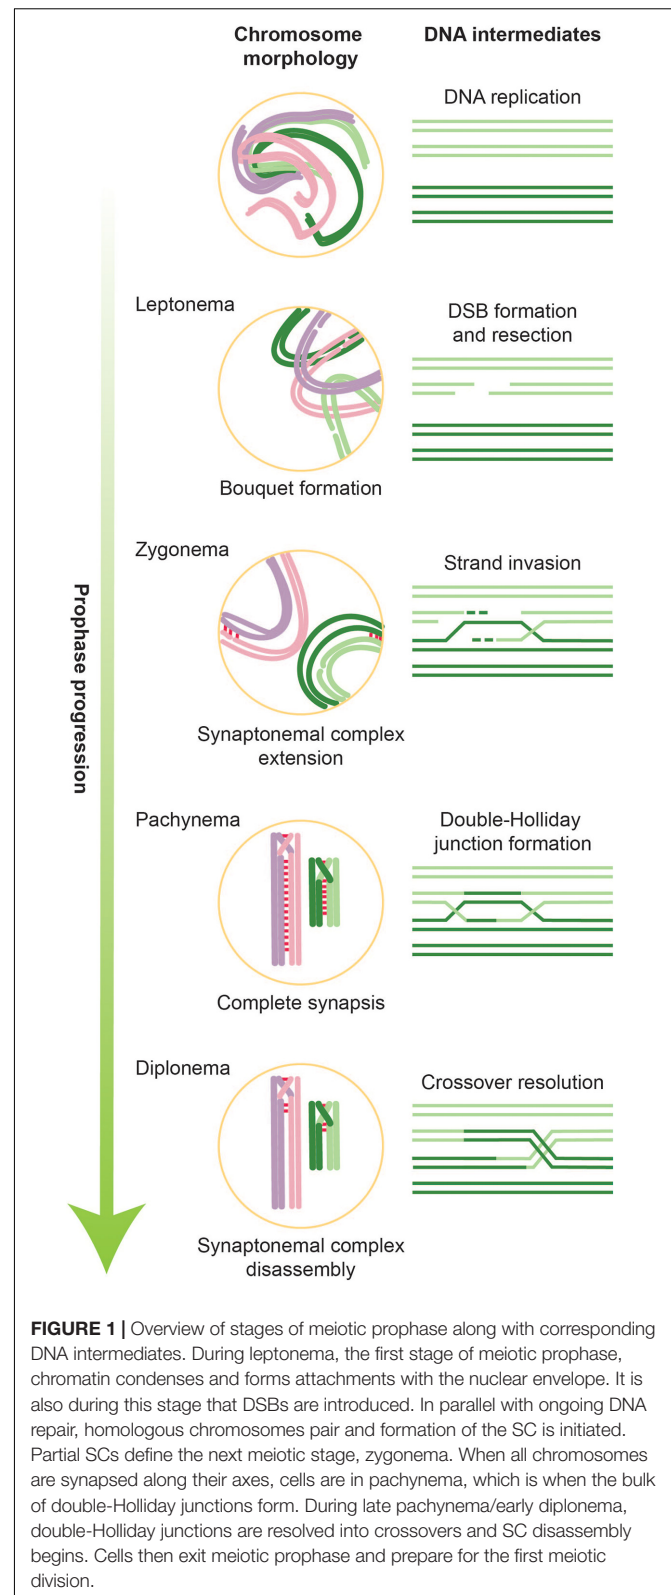 Chromosome
morphology
DNA intermediates
DNA replication
Leptonema
DSB formation
and resection
Bouquet formation
Zygonema
Strand invasion
Prophase progression
Synaptonemal complex
extension
Pachynema
Double-Holliday
junction formation
Complete synapsis
Diplonema
Crossover resolution
Synaptonemal complex
disassembly
FIGURE 1 | Overview of stages of meiotic prophase along with corresponding
DNA intermediates. During leptonema, the first stage of meiotic prophase,
chromatin condenses and forms attachments with the nuclear envelope. It is
also during this stage that DSBs are introduced. In parallel with ongoing DNA
repair, homologous chromosomes pair and formation of the SC is initiated.
Partial SCs define the next meiotic stage, zygonema. When all chromosomes
are synapsed along their axes, cells are in pachynema, which is when the bulk
of double-Holliday junctions form. During late pachynema/early diplonema,
double-Holliday junctions are resolved into crossovers and SC disassembly
begins. Cells then exit meiotic prophase and prepare for the first meiotic
division.